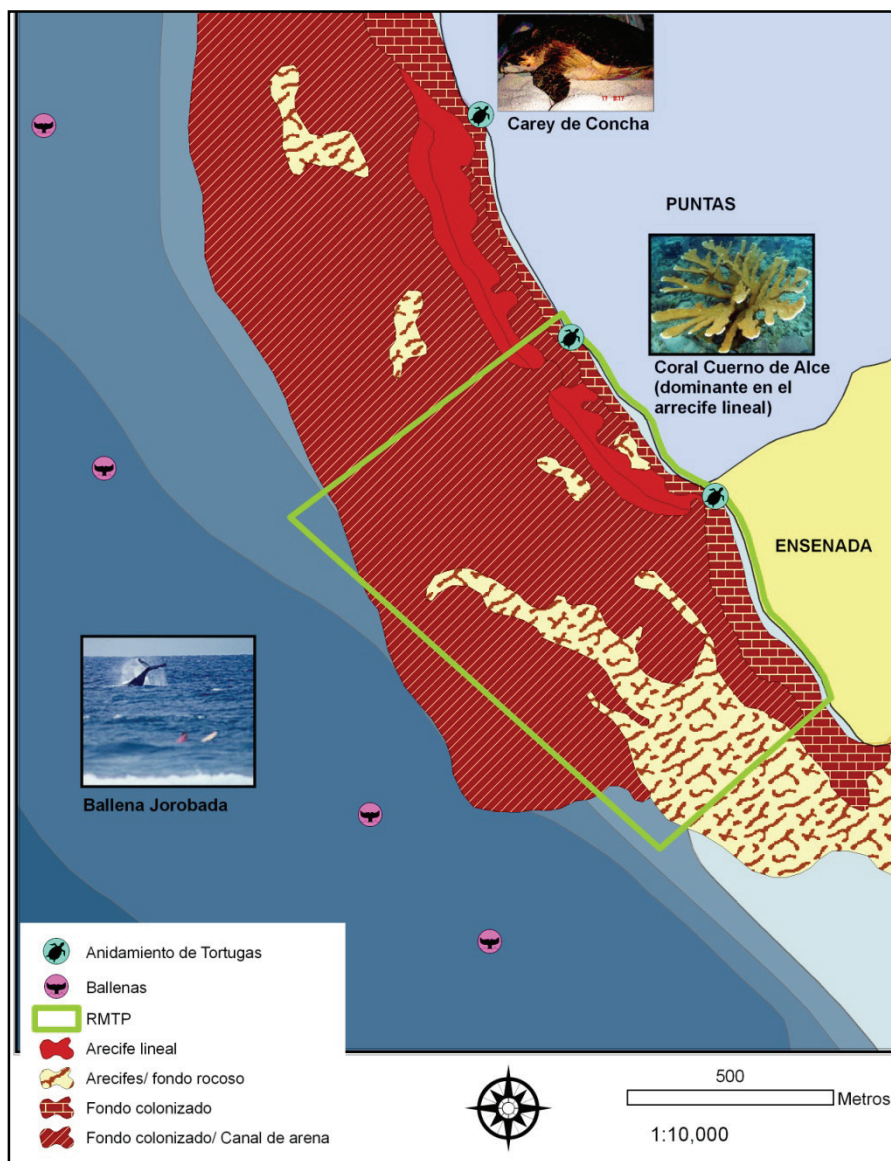 Carey de Concha
PUNTAS
Coral Cuerno de Alce
(dominante en el
arrecife lineal)
ENSENADA
Ballena Jorobada
Anidamiento de Tortugas
Ballenas
RMTP
Arecife lineal
Arecifes/ fondo rocoso
Fondo colonizado
Fondo colonizado/ Canal de arena
500
Metros
1:10,000